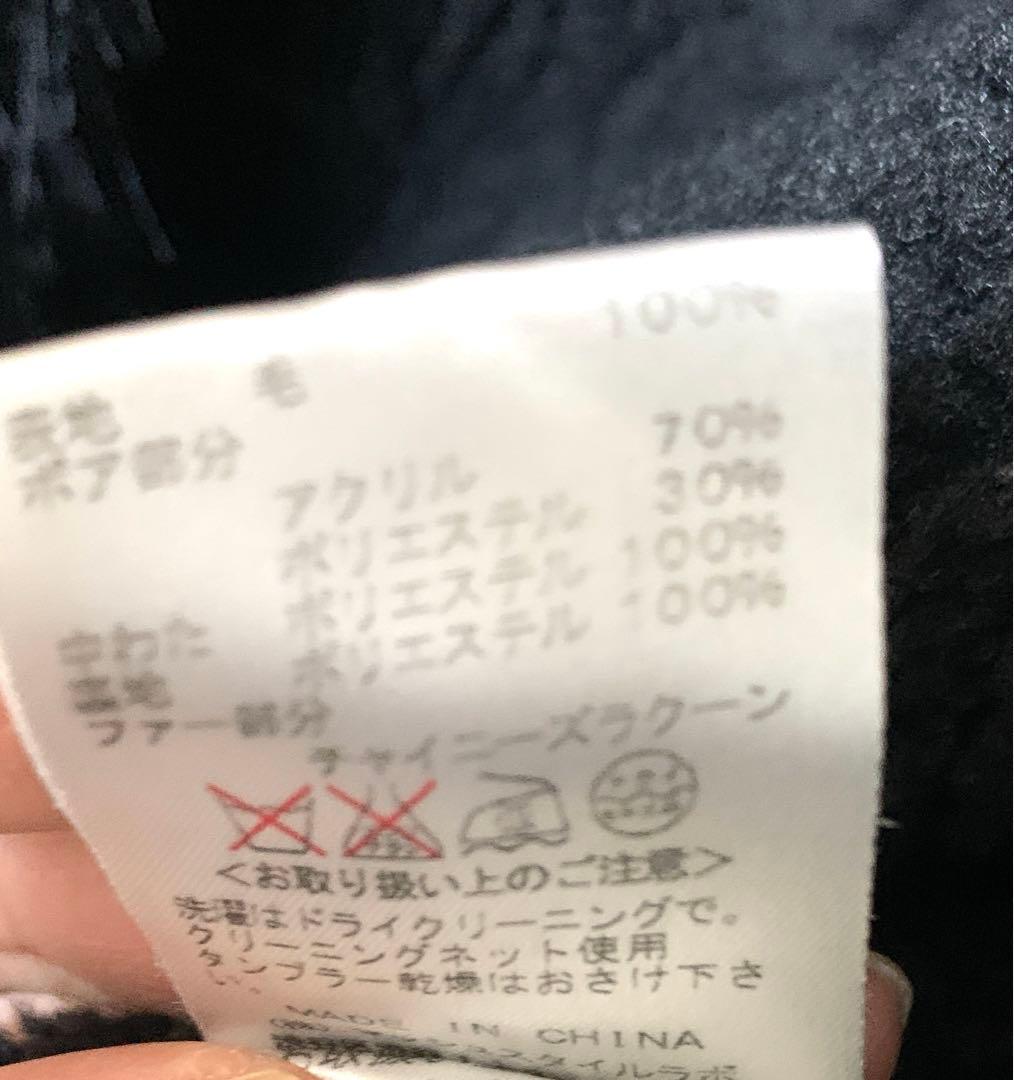 表地 毛 100%
ボア部分
アクリル 70%
ポリエステル 30%
中わた ポリエステル 100%
裏地 ポリエステル 100%
ファー部分
チャイニーズラクーン
<お取り扱い上のご注意>
洗濯はドライクリーニングで。
クリーニングネット使用
タンブラー乾燥はおさけ下さ
い。
MADE IN CHINA